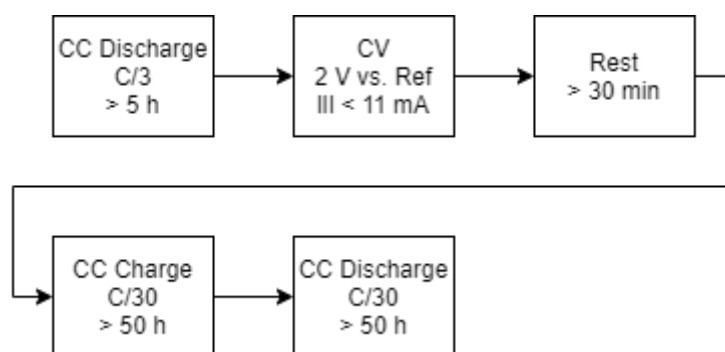 CC Discharge
C/3
> 5 h
CV
2 V vs. Ref
III < 11 mA
Rest
> 30 min
CC Charge
C/30
> 50 h
CC Discharge
C/30
> 50 h